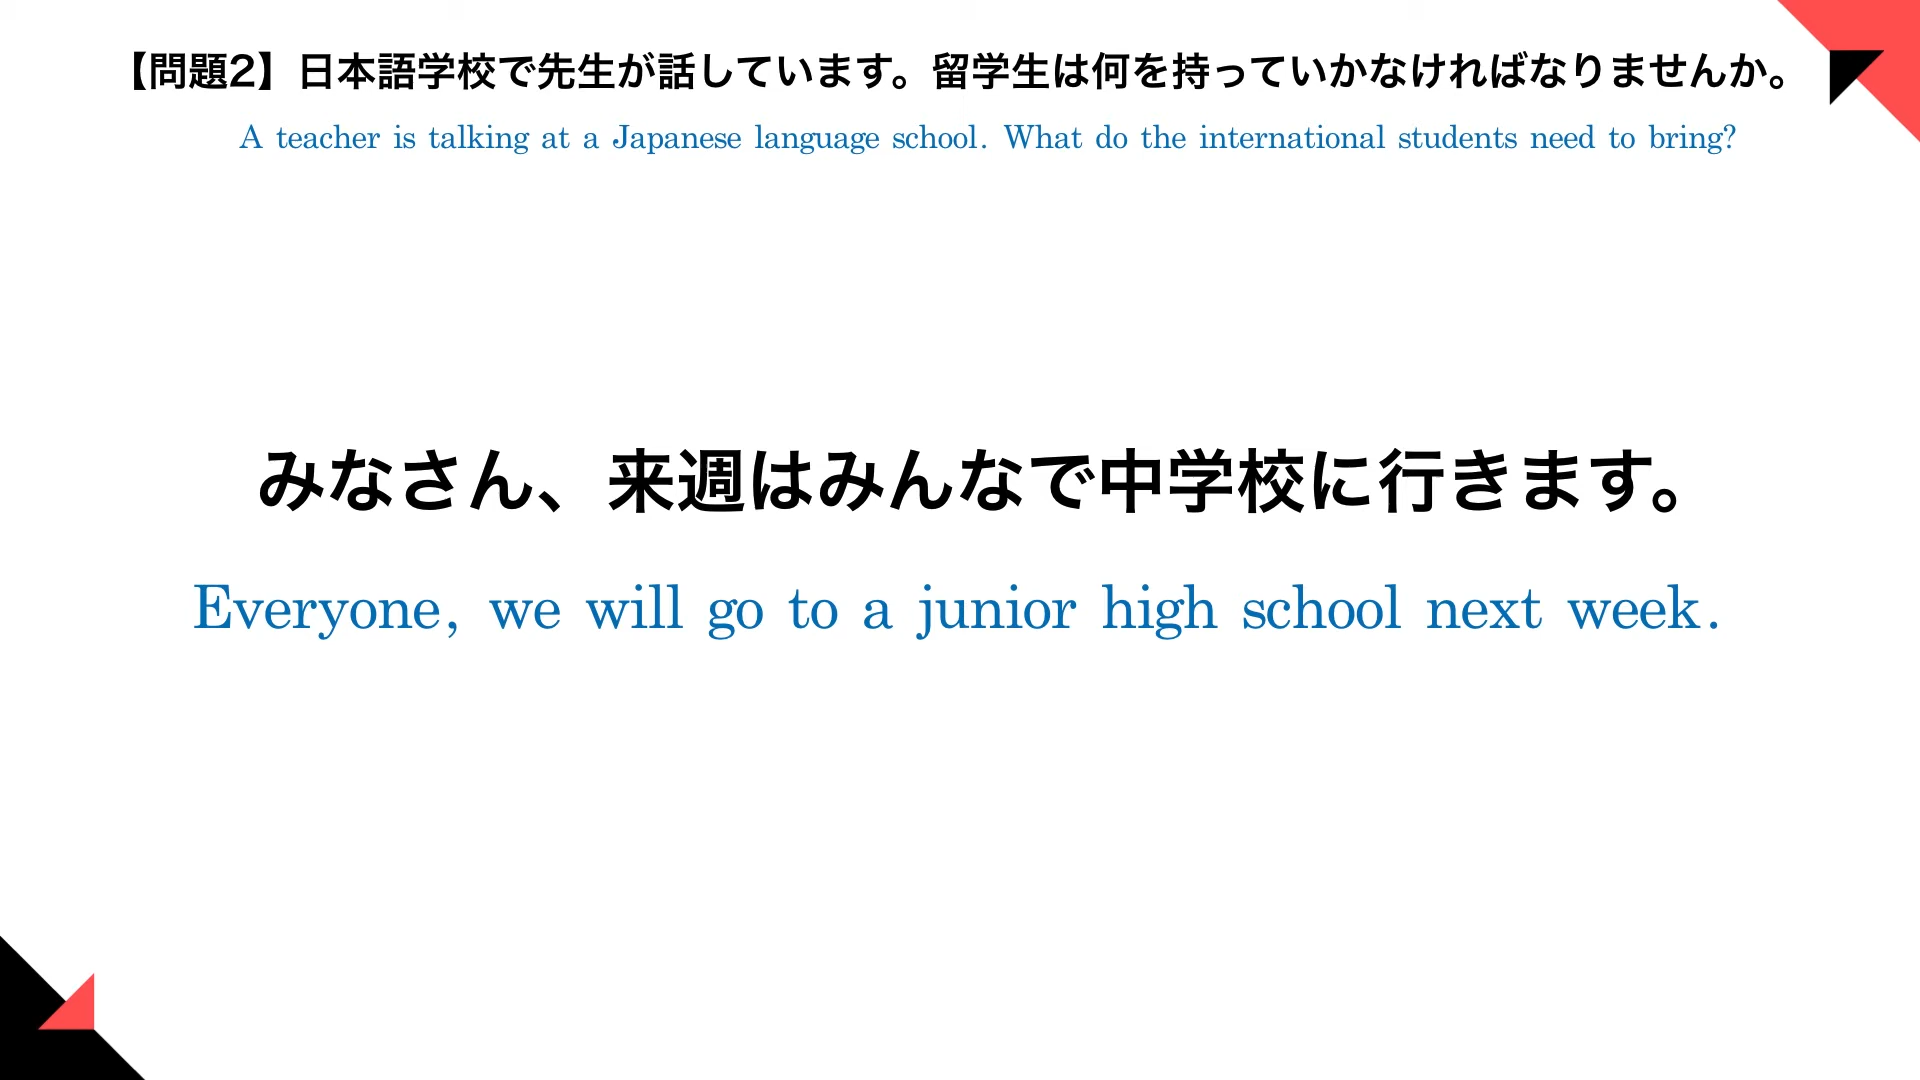 【問題2】日本語学校で先生が話しています。留学生は何を持っていかなければなりませんか。
A teacher is talking at a Japanese language school. What do the international students need to bring?
みなさん、来週はみんなで中学校に行きます。
Everyone, we will go to a junior high school next week.